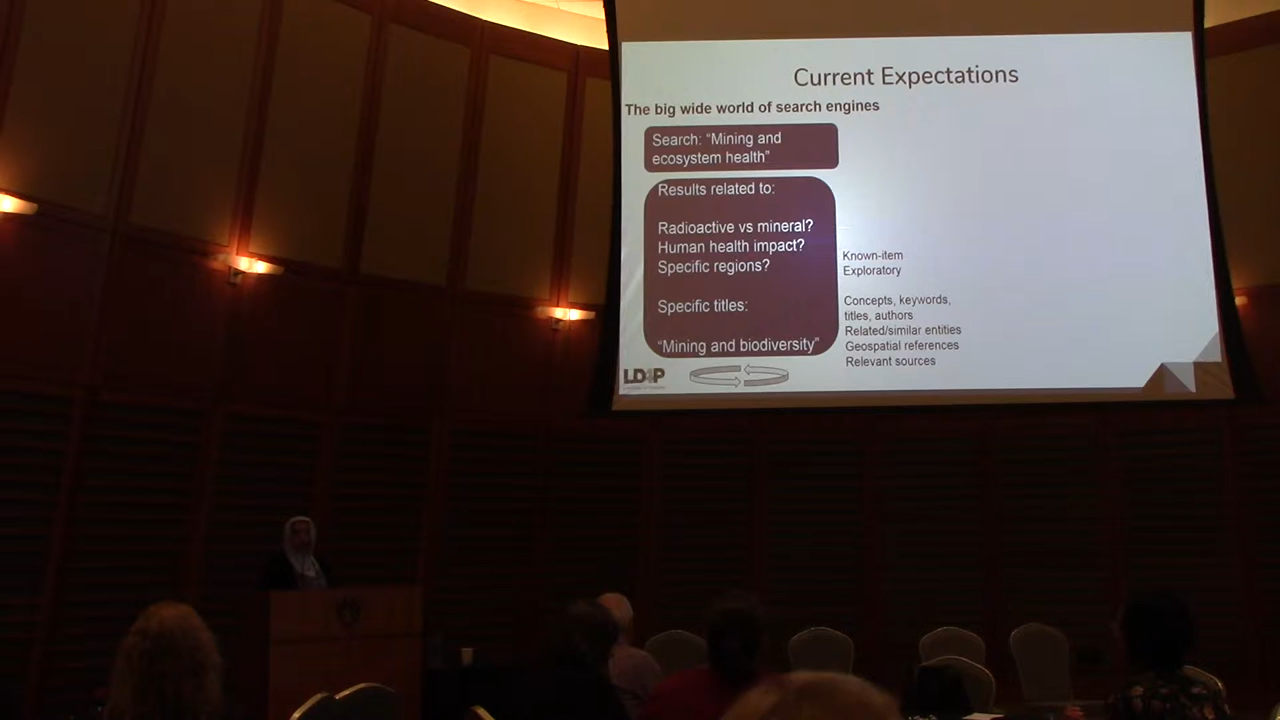 Current Expectations
The big wide world of search engines
Search: “Mining and
ecosystem health”
Results related to:
Radioactive vs mineral?
Human health impact?
Specific regions?
Specific titles:
“Mining and biodiversity”
Known-item
Exploratory
Concepts, keywords,
titles, authors
Related/similar entities
Geospatial references
Relevant sources
LD4P